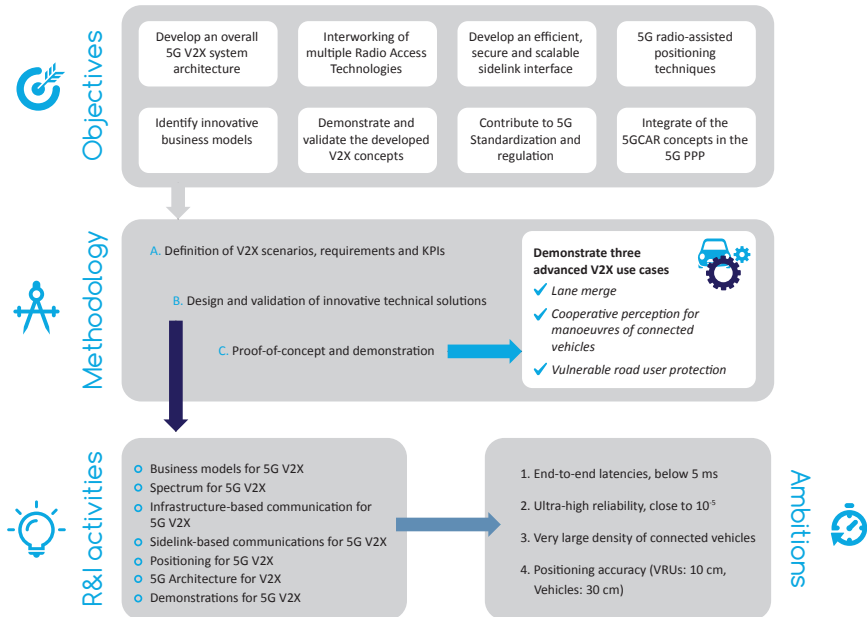 Objectives
Develop an overall
5G V2X system
architecture
Interworking of
multiple Radio Access
Technologies
Develop an efficient,
secure and scalable
sidelink interface
5G radio-assisted
positioning
techniques
Identify innovative
business models
Demonstrate and
validate the developed
V2X concepts
Contribute to 5G
Standardization and
regulation
Integrate of the
5GCAR concepts in the
5G PPP
Methodology
A. Definition of V2X scenarios, requirements and KPIs
B. Design and validation of innovative technical solutions
C. Proof-of-concept and demonstration
Demonstrate three
advanced V2X use cases
Lane merge
Cooperative perception for
manoeuvres of connected
vehicles
Vulnerable road user protection
R&I activities
Business models for 5G V2X
Spectrum for 5G V2X
Infrastructure-based communication for
5G V2X
Sidelink-based communications for 5G V2X
Positioning for 5G V2X
5G Architecture for V2X
Demonstrations for 5G V2X
1. End-to-end latencies, below 5 ms
2. Ultra-high reliability, close to 10⁻⁵
3. Very large density of connected vehicles
4. Positioning accuracy (VRUs: 10 cm,
Vehicles: 30 cm)
Ambitions